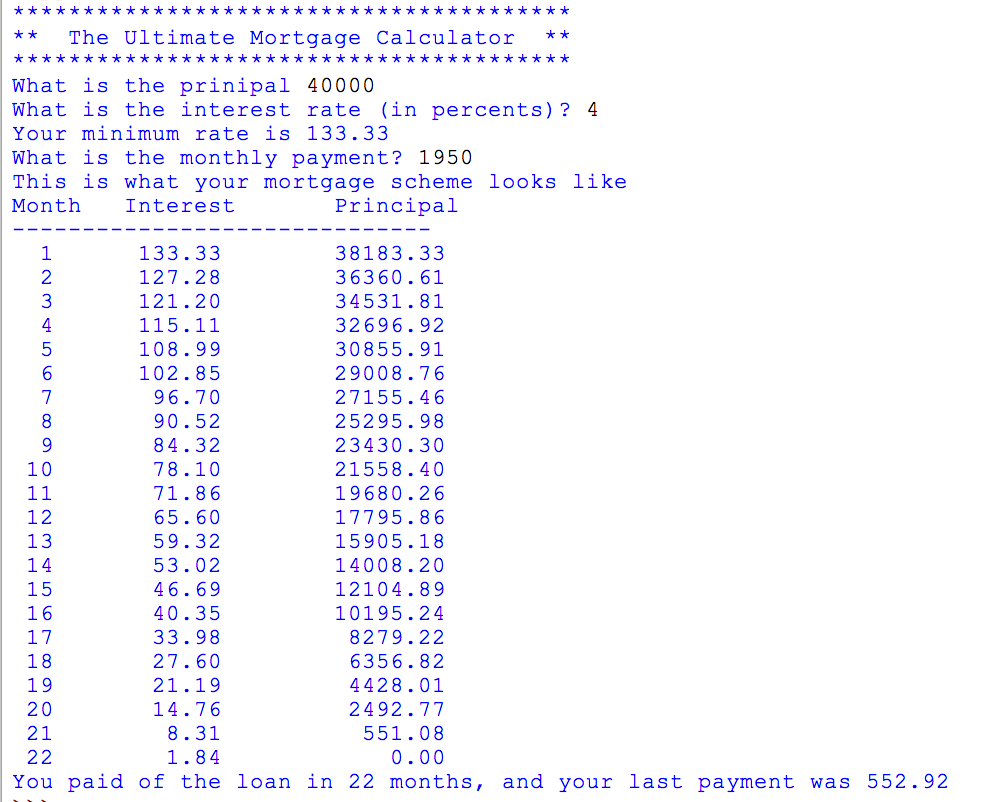 ****************************************
**  The Ultimate Mortgage Calculator  **
****************************************
What is the prinipal 40000
What is the interest rate (in percents)? 4
Your minimum rate is 133.33
What is the monthly payment? 1950
This is what your mortgage scheme looks like
Month   Interest       Principal
------------------------------
  1      133.33        38183.33
  2      127.28        36360.61
  3      121.20        34531.81
  4      115.11        32696.92
  5      108.99        30855.91
  6      102.85        29008.76
  7       96.70        27155.46
  8       90.52        25295.98
  9       84.32        23430.30
 10       78.10        21558.40
 11       71.86        19680.26
 12       65.60        17795.86
 13       59.32        15905.18
 14       53.02        14008.20
 15       46.69        12104.89
 16       40.35        10195.24
 17       33.98         8279.22
 18       27.60         6356.82
 19       21.19         4428.01
 20       14.76         2492.77
 21        8.31          551.08
 22        1.84            0.00
You paid of the loan in 22 months, and your last payment was 552.92
>>>